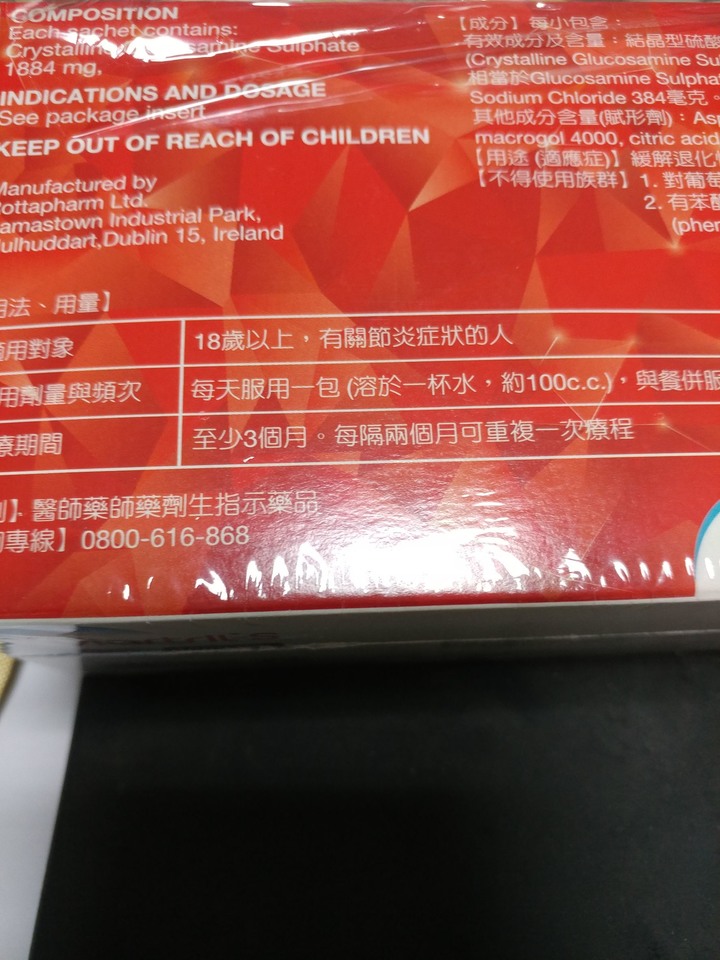 COMPOSITION
Each sachet contains:
Crystalline Glucosamine Sulphate
1884 mg,
INDICATIONS AND DOSAGE
See package insert
KEEP OUT OF REACH OF CHILDREN
Manufactured by
Rottapharm Ltd.
Damastown Industrial Park,
Mulhuddart,Dublin 15, Ireland
【成分】每小包含：
有效成分及含量：結晶型硫酸
(Crystalline Glucosamine Su
相當於Glucosamine Sulpha
Sodium Chloride 384毫克。
其他成分含量(賦形劑)：Asp
macrogol 4000, citric acid
【用途 (適應症)】緩解退化
【不得使用族群】1. 對葡萄
2. 有苯酮
(phen
用法、用量】
適用對象 18歲以上，有關節炎症狀的人
用劑量與頻次 每天服用一包 (溶於一杯水，約100c.c.)，與餐併服
療期間 至少3個月。每隔兩個月可重複一次療程
】醫師藥師藥劑生指示藥品
專線】0800-616-868